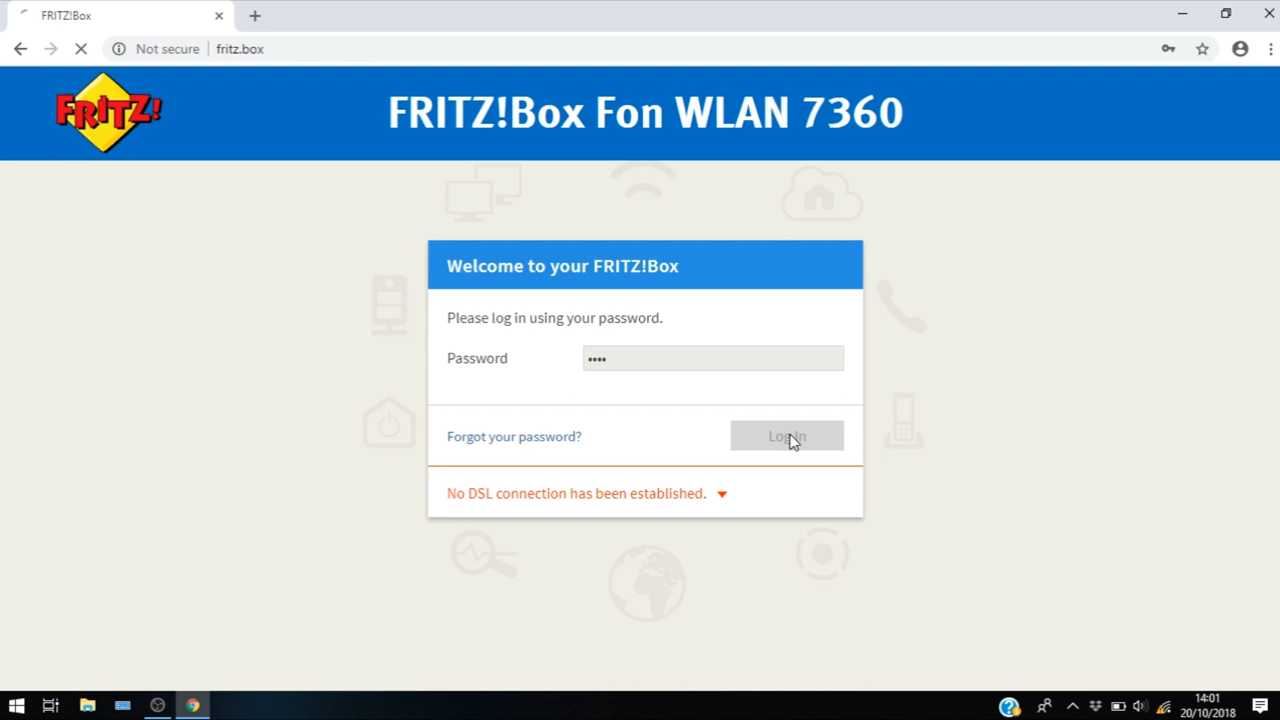 FRITZ!Box
Not secure fritz.box
FRITZ!
FRITZ!Box Fon WLAN 7360
Welcome to your FRITZ!Box
Please log in using your password.
Password ••••
Forgot your password? Log In
No DSL connection has been established.
14:01
20/10/2018